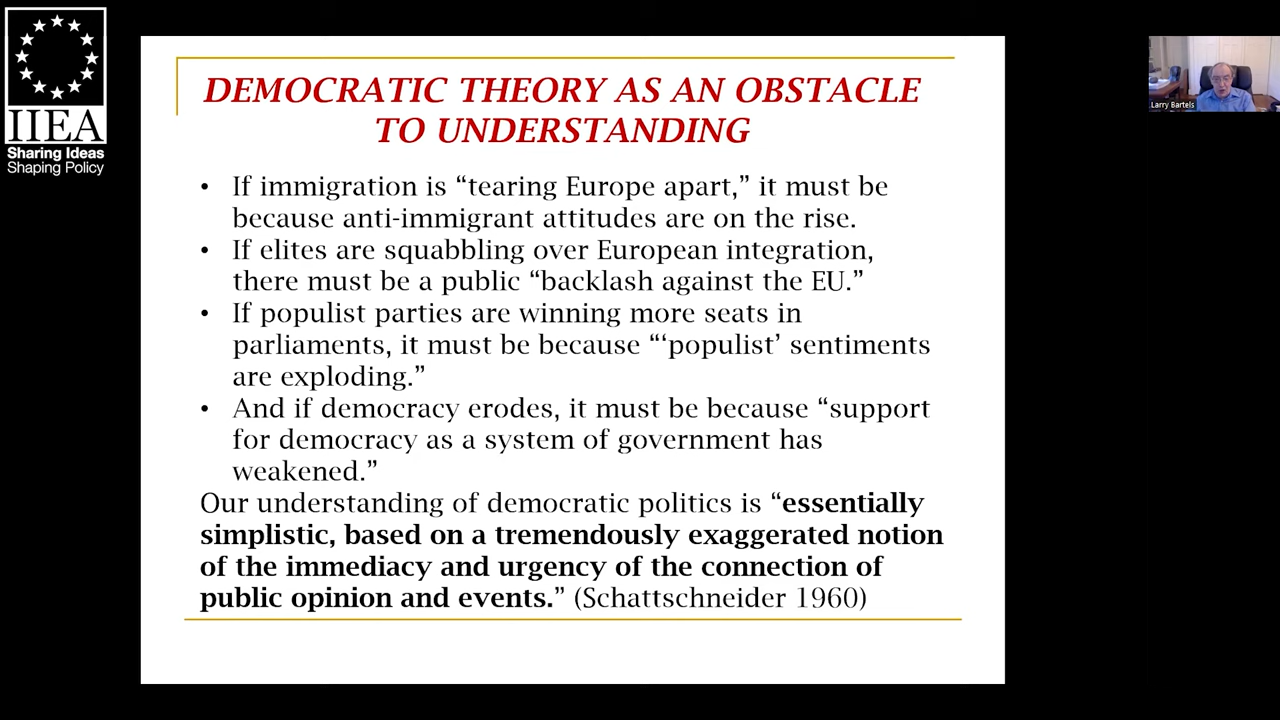 IIEA
Sharing Ideas
Shaping Policy
DEMOCRATIC THEORY AS AN OBSTACLE
TO UNDERSTANDING
• If immigration is “tearing Europe apart,” it must be
because anti-immigrant attitudes are on the rise.
• If elites are squabbling over European integration,
there must be a public “backlash against the EU.”
• If populist parties are winning more seats in
parliaments, it must be because “‘populist’ sentiments
are exploding.”
• And if democracy erodes, it must be because “support
for democracy as a system of government has
weakened.”
Our understanding of democratic politics is “essentially
simplistic, based on a tremendously exaggerated notion
of the immediacy and urgency of the connection of
public opinion and events.” (Schattschneider 1960)
Larry Bartels